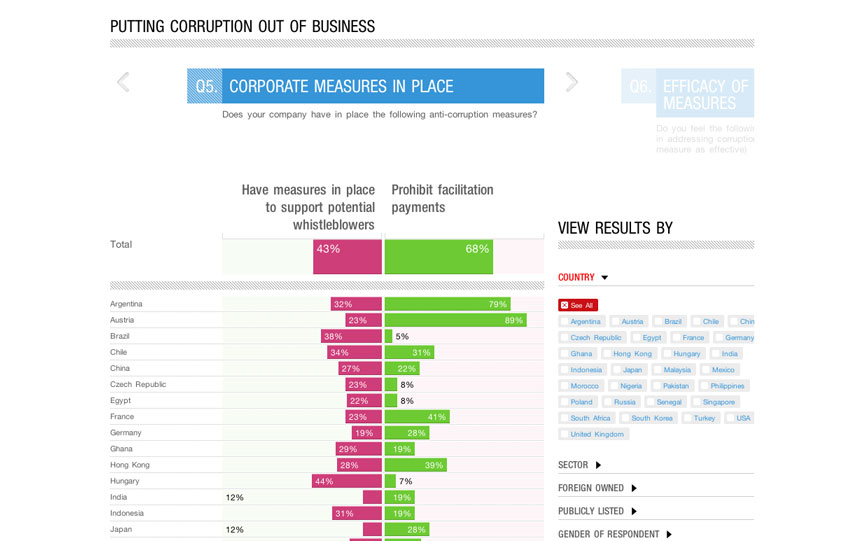 PUTTING CORRUPTION OUT OF BUSINESS
Q5. CORPORATE MEASURES IN PLACE
Does your company have in place the following anti-corruption measures?
Q6. EFFICACY OF
MEASURES
Do you feel the
in addressing
measure as effective)
Have measures in place
to support potential
whistleblowers
Prohibit facilitation
payments
Total 43% 68%
Argentina 32% 79%
Austria 23% 89%
Brazil 38% 5%
Chile 34% 31%
China 27% 22%
Czech Republic 23% 8%
Egypt 22% 8%
France 23% 41%
Germany 19% 28%
Ghana 29% 19%
Hong Kong 28% 39%
Hungary 44% 7%
India 12% 19%
Indonesia 31% 19%
Japan 12% 28%
VIEW RESULTS BY
COUNTRY
See All
Argentina Austria Brazil Chile Chin
Czech Republic Egypt France Germany
Ghana Hong Kong Hungary India
Indonesia Japan Malaysia Mexico
Morocco Nigeria Pakistan Philippines
Poland Russia Senegal Singapore
South Africa South Korea Turkey USA
United Kingdom
SECTOR
FOREIGN OWNED
PUBLICLY LISTED
GENDER OF RESPONDENT